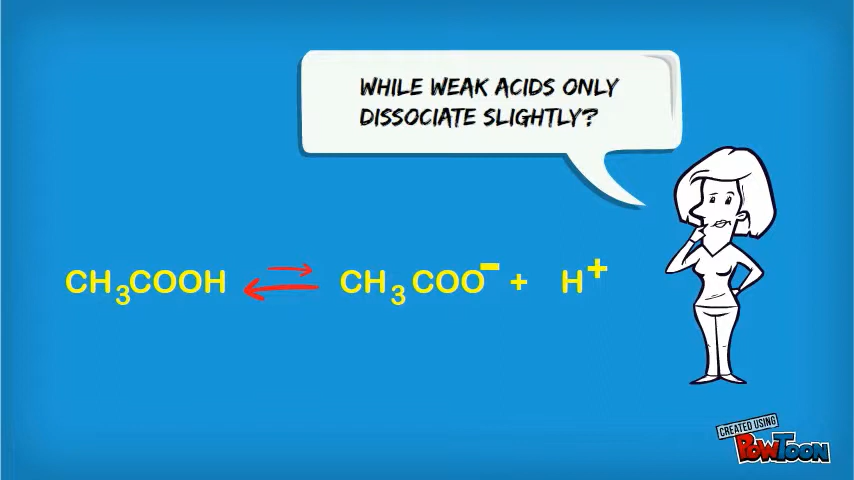 WHILE WEAK ACIDS ONLY
DISSOCIATE SLIGHTLY?
CH₃COOH ⇌ CH₃COO⁻ + H⁺
CREATED USING
POWTOON